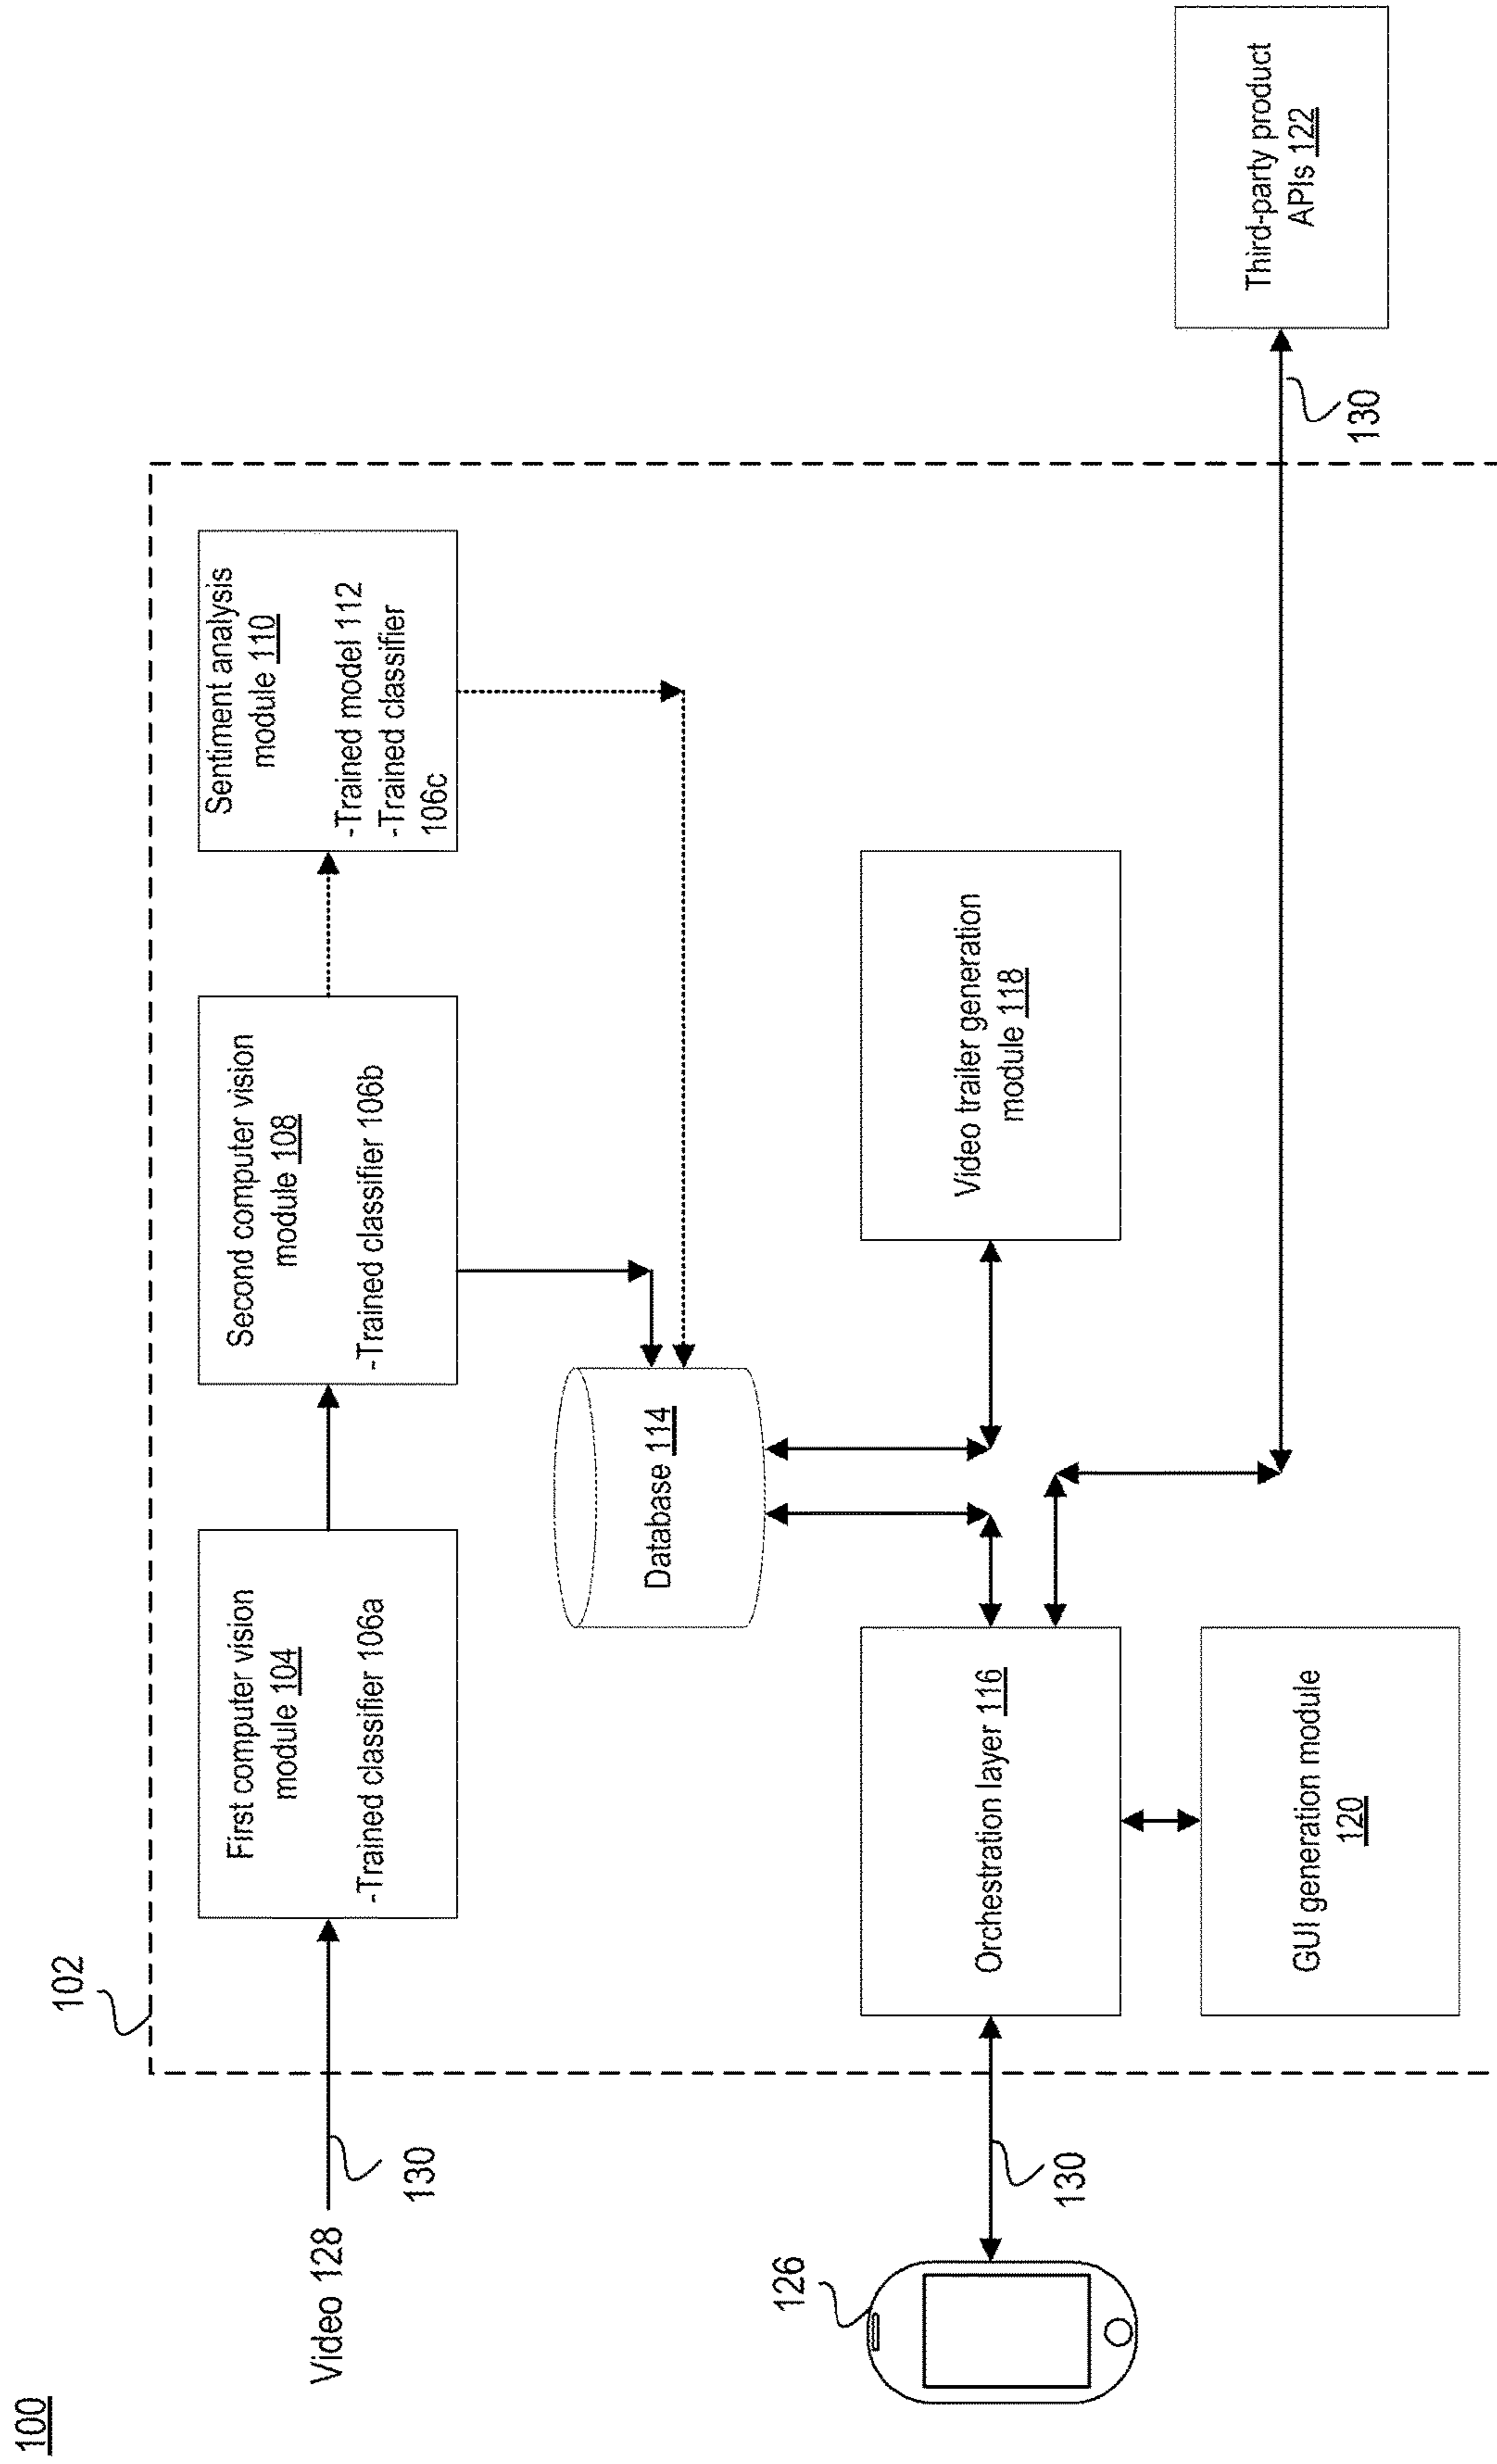 100
102
Video 128
130
First computer vision
module 104
-Trained classifier 106a
Second computer vision
module 108
-Trained classifier 106b
Sentiment analysis
module 110
-Trained model 112
-Trained classifier
106c
Database 114
126
130
Orchestration layer 116
Video trailer generation
module 118
GUI generation module
120
130
Third-party product
APIs 122